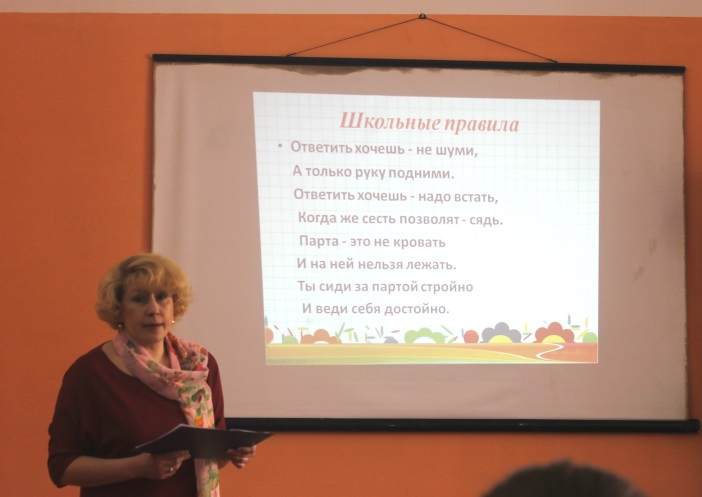 Школьные правила
• Ответить хочешь - не шуми,
А только руку подними.
Ответить хочешь - надо встать,
Когда же сесть позволят - сядь.
Парта - это не кровать
И на ней нельзя лежать.
Ты сиди за партой стройно
И веди себя достойно.